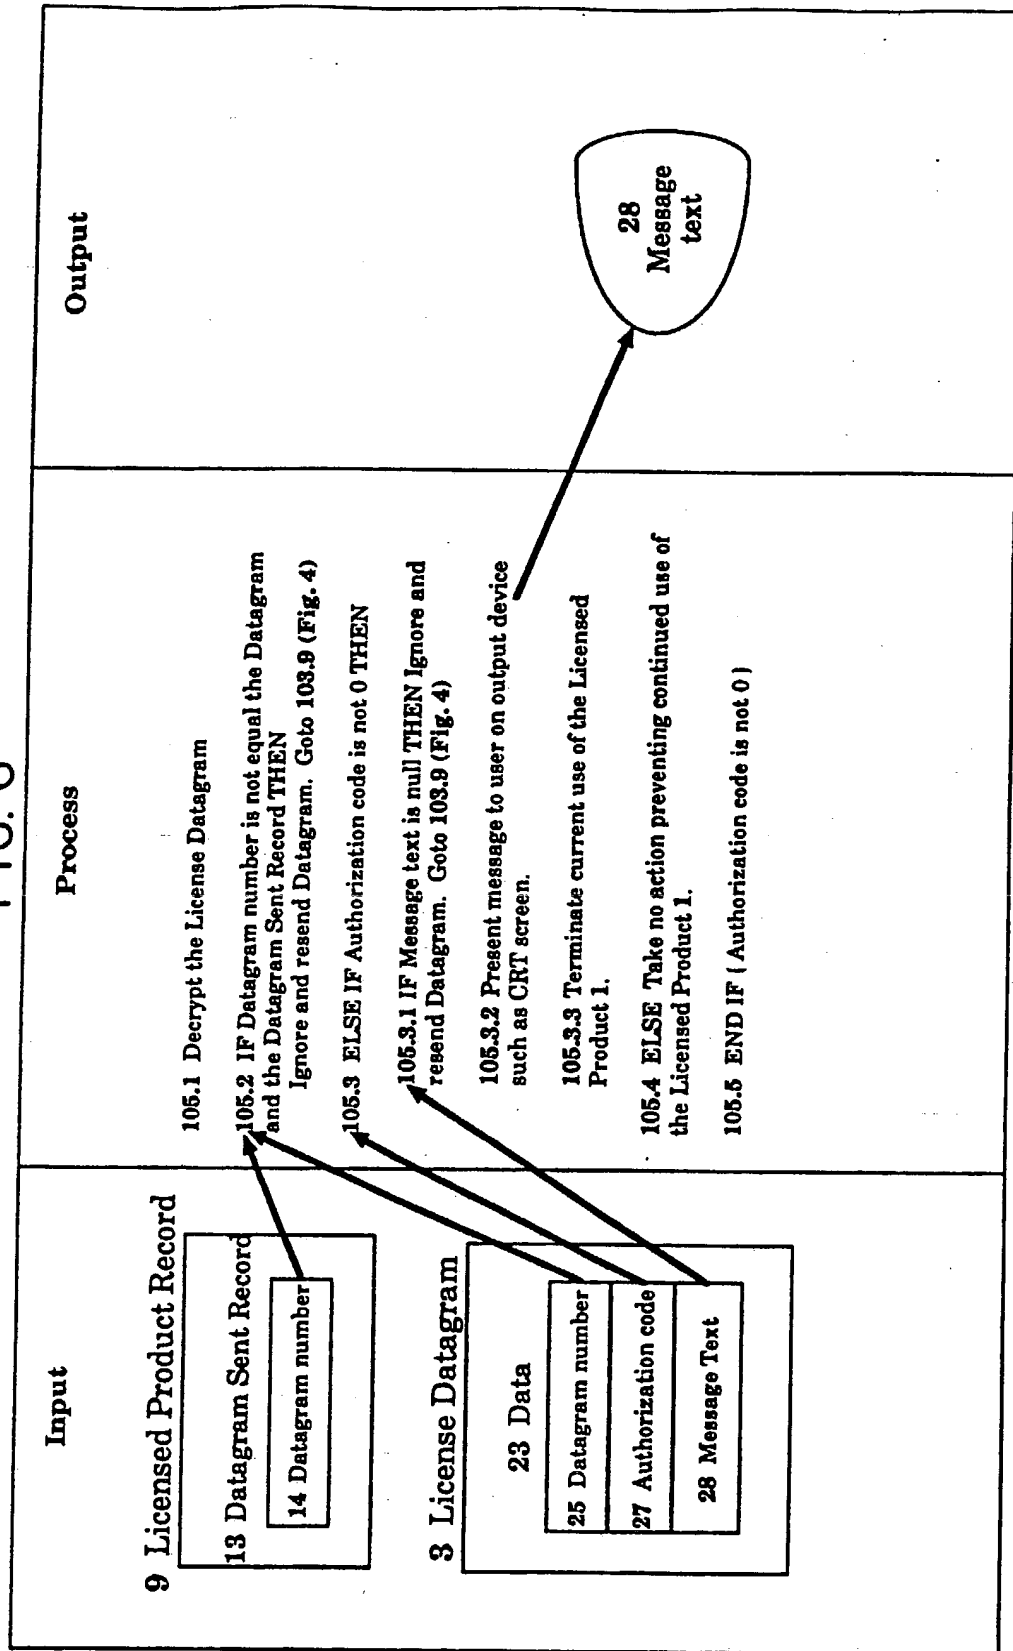 Input
Process
Output
9 Licensed Product Record
13 Datagram Sent Record
14 Datagram number
3 License Datagram
23 Data
25 Datagram number
27 Authorization code
28 Message Text
105.1 Decrypt the License Datagram
105.2 IF Datagram number is not equal the Datagram
and the Datagram Sent Record THEN
Ignore and resend Datagram. Goto 103.9 (Fig. 4)
105.3 ELSE IF Authorization code is not 0 THEN
105.3.1 IF Message text is null THEN Ignore and
resend Datagram. Goto 103.9 (Fig. 4)
105.3.2 Present message to user on output device
such as CRT screen.
105.3.3 Terminate current use of the Licensed
Product 1.
105.4 ELSE Take no action preventing continued use of
the Licensed Product 1.
105.5 END IF ( Authorization code is not 0 )
28
Message
text